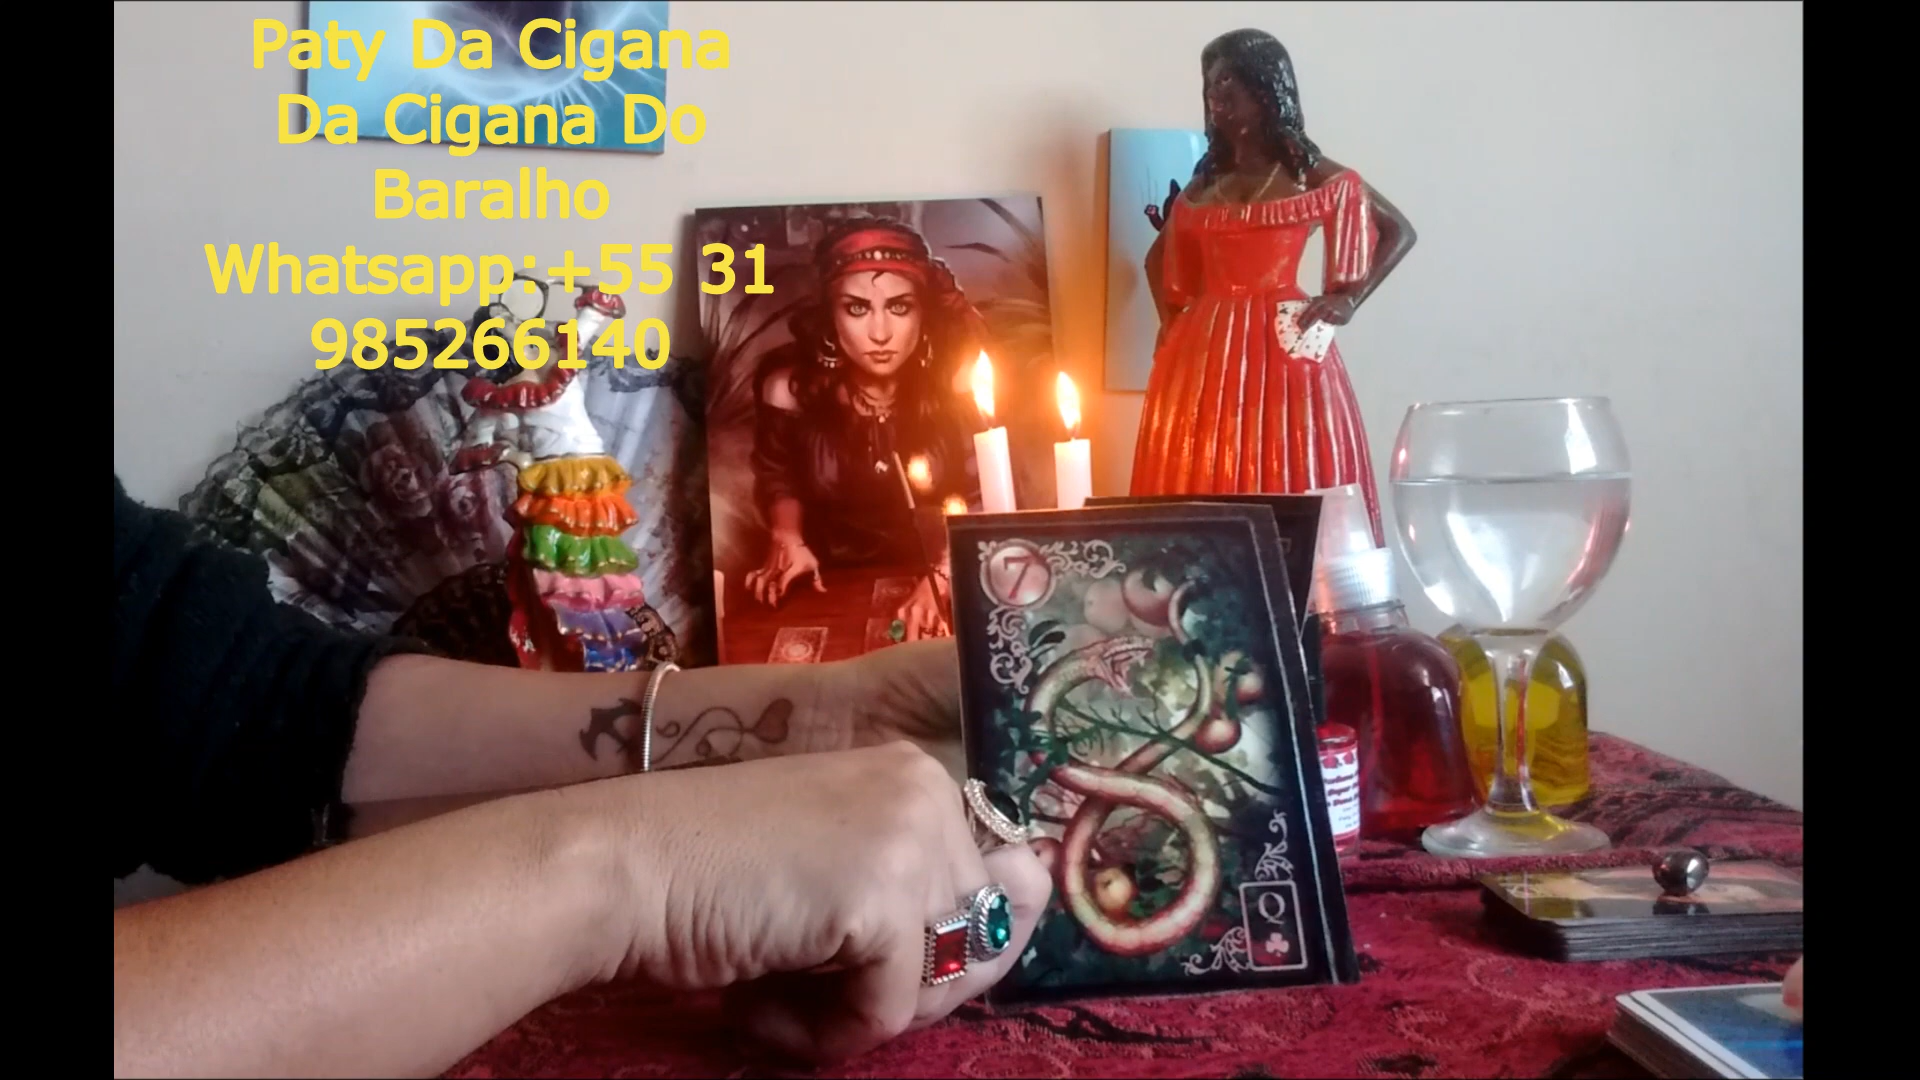 Paty Da Cigana
Da Cigana Do
Baralho
Whatsapp:+55 31
985266140
7
Q